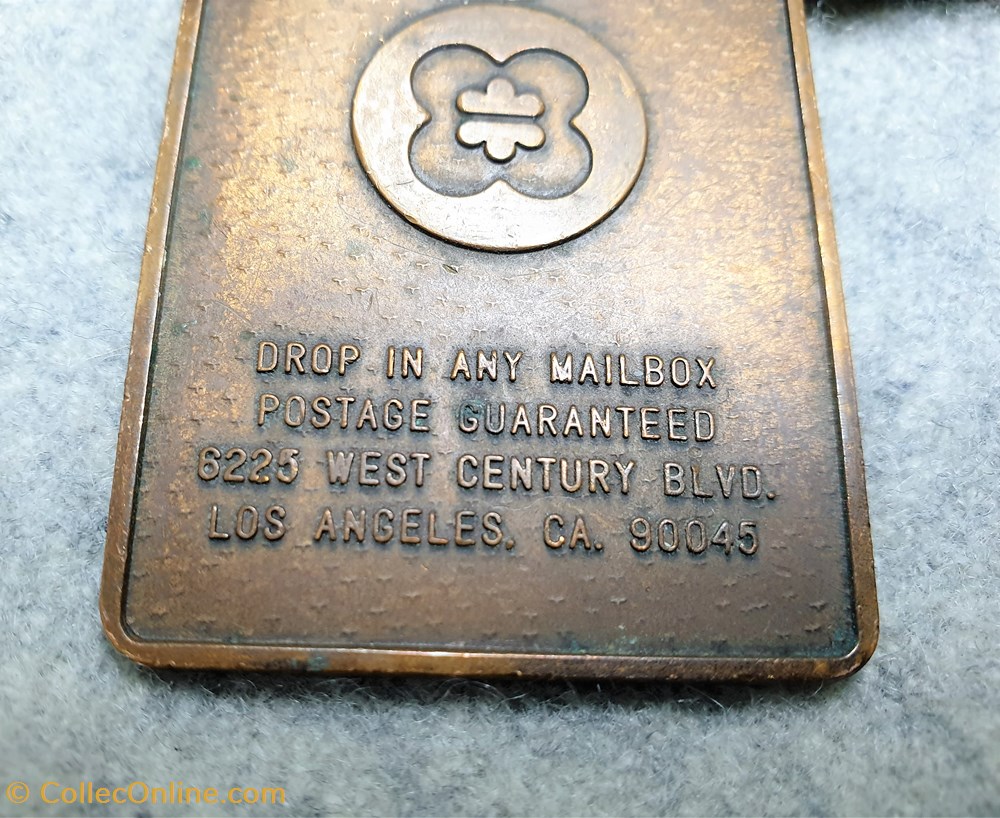 DROP IN ANY MAILBOX
POSTAGE GUARANTEED
6225 WEST CENTURY BLVD.
LOS ANGELES, CA. 90045
© CollecOnline.com